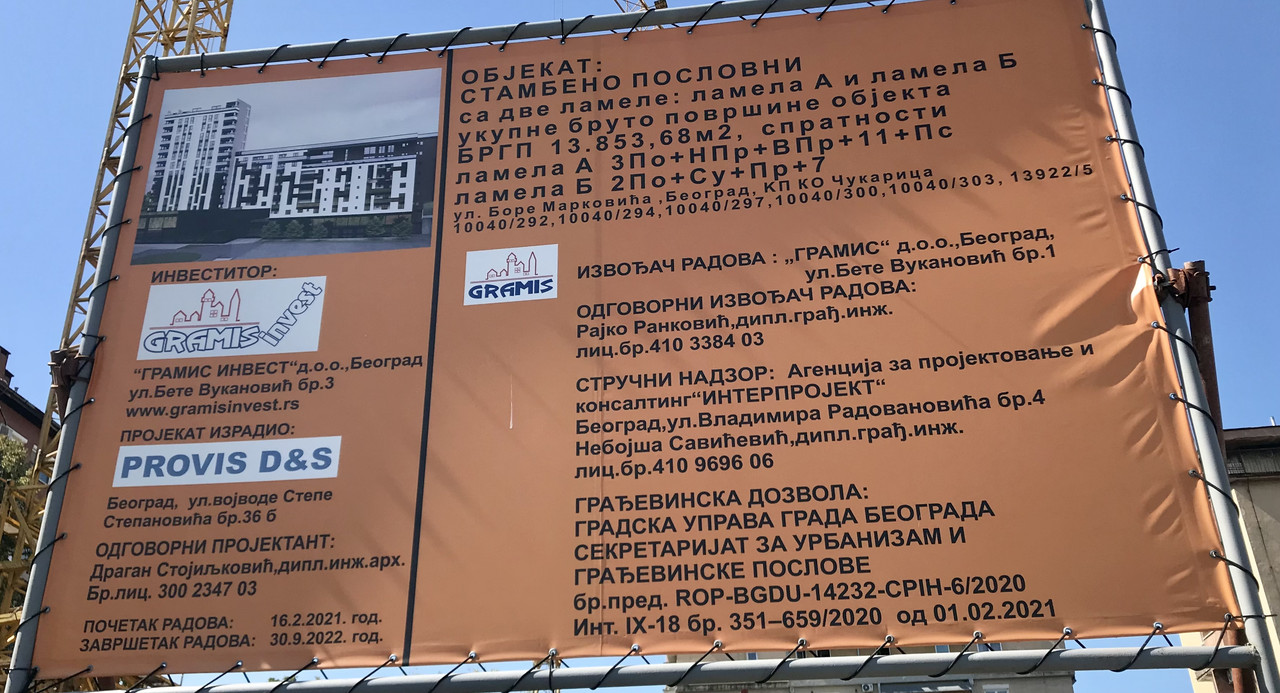 ИНВЕСТИТОР:
GRAMIS invest
"ГРАМИС ИНВЕСТ"д.о.о.,Београд
ул.Бете Вукановић бр.3
www.gramisinvest.rs
ПРОЈЕКАТ ИЗРАДИО:
PROVIS D&S
Београд, ул.војводе Степе
Степановића бр.36 б
ОДГОВОРНИ ПРОЈЕКТАНТ:
Драган Стојиљковић,дипл.инж.арх.
Бр.лиц. 300 2347 03
ПОЧЕТАК РАДОВА: 16.2.2021. год.
ЗАВРШЕТАК РАДОВА: 30.9.2022. год.
ОБЈЕКАТ:
СТАМБЕНО ПОСЛОВНИ
са две ламеле: ламела А и ламела Б
укупне бруто површине објекта
БРГП 13.853,68м2, спратности
ламела А 3По+НПр+ВПр+11+Пс
ламела Б 2По+Су+Пр+7
ул. Боре Марковића,Београд, КП КО Чукарица
10040/292,10040/294,10040/297,10040/300,10040/303, 13922/5
GRAMIS
ИЗВОЂАЧ РАДОВА : „ГРАМИС“ д.о.о.,Београд,
ул.Бете Вукановић бр.1
ОДГОВОРНИ ИЗВОЂАЧ РАДОВА:
Рајко Ранковић,дипл.грађ.инж.
лиц.бр.410 3384 03
СТРУЧНИ НАДЗОР: Агенција за пројектовање и
консалтинг“ИНТЕРПРОЈЕКТ“
Београд,ул.Владимира Радовановића бр.4
Небојша Савићевић,дипл.грађ.инж.
лиц.бр.410 9696 06
ГРАЂЕВИНСКА ДОЗВОЛА:
ГРАДСКА УПРАВА ГРАДА БЕОГРАДА
СЕКРЕТАРИЈАТ ЗА УРБАНИЗАМ И
ГРАЂЕВИНСКЕ ПОСЛОВЕ
бр.пред. ROP-BGDU-14232-CPIH-6/2020
Инт. IX-18 бр. 351–659/2020 од 01.02.2021